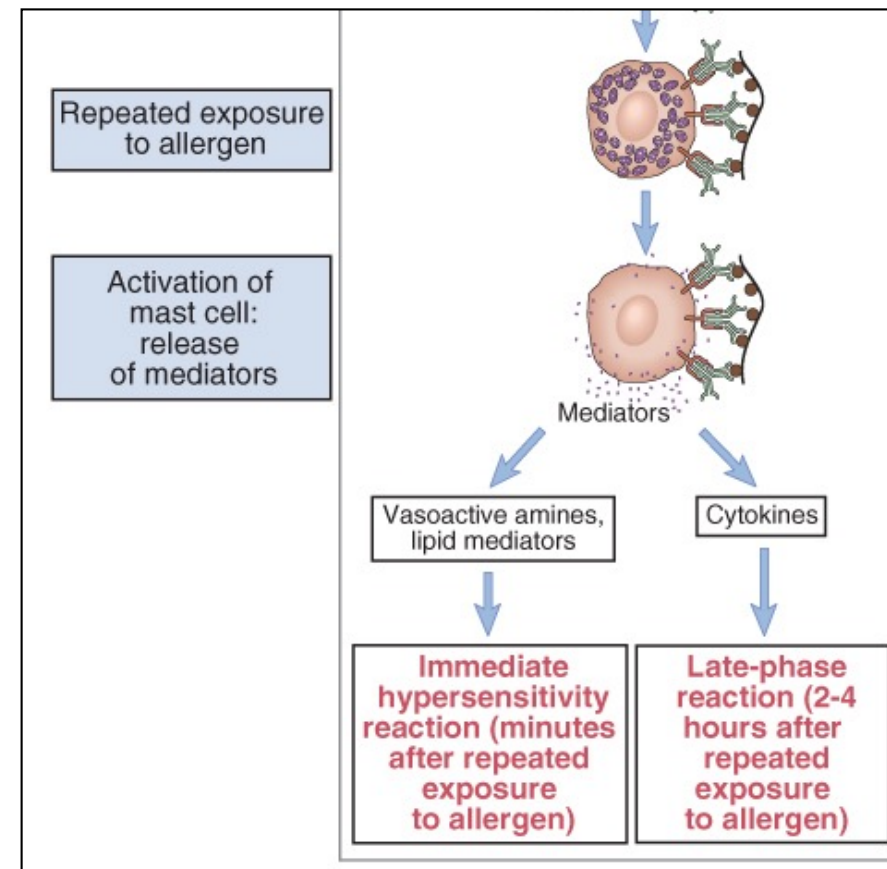 Repeated exposure
to allergen
Activation of
mast cell:
release
of mediators
Mediators
Vasoactive amines,
lipid mediators
Cytokines
Immediate
hypersensitivity
reaction (minutes
after repeated
exposure
to allergen)
Late-phase
reaction (2-4
hours after
repeated
exposure
to allergen)